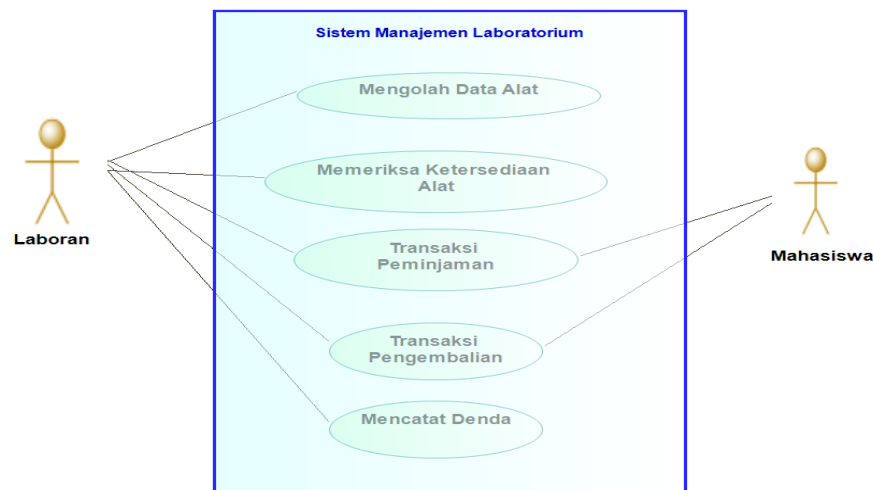 Sistem Manajemen Laboratorium
Mengolah Data Alat
Memeriksa Ketersediaan
Alat
Laboran
Transaksi
Peminjaman
Mahasiswa
Transaksi
Pengembalian
Mencatat Denda